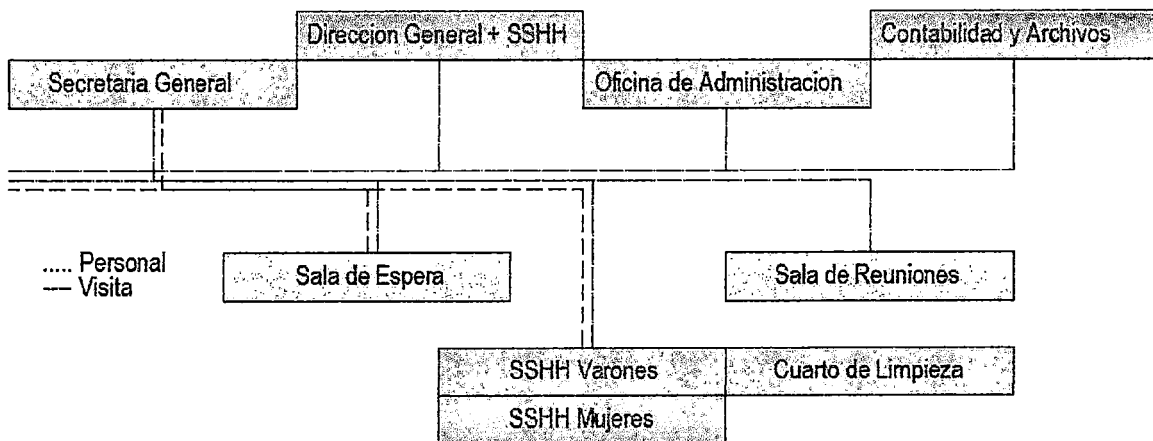 Direccion General + SSHH
Contabilidad y Archivos
Secretaria General
Oficina de Administracion
..... Personal
Visita
Sala de Espera
Sala de Reuniones
SSHH Varones
Cuarto de Limpieza
SSHH Mujeres